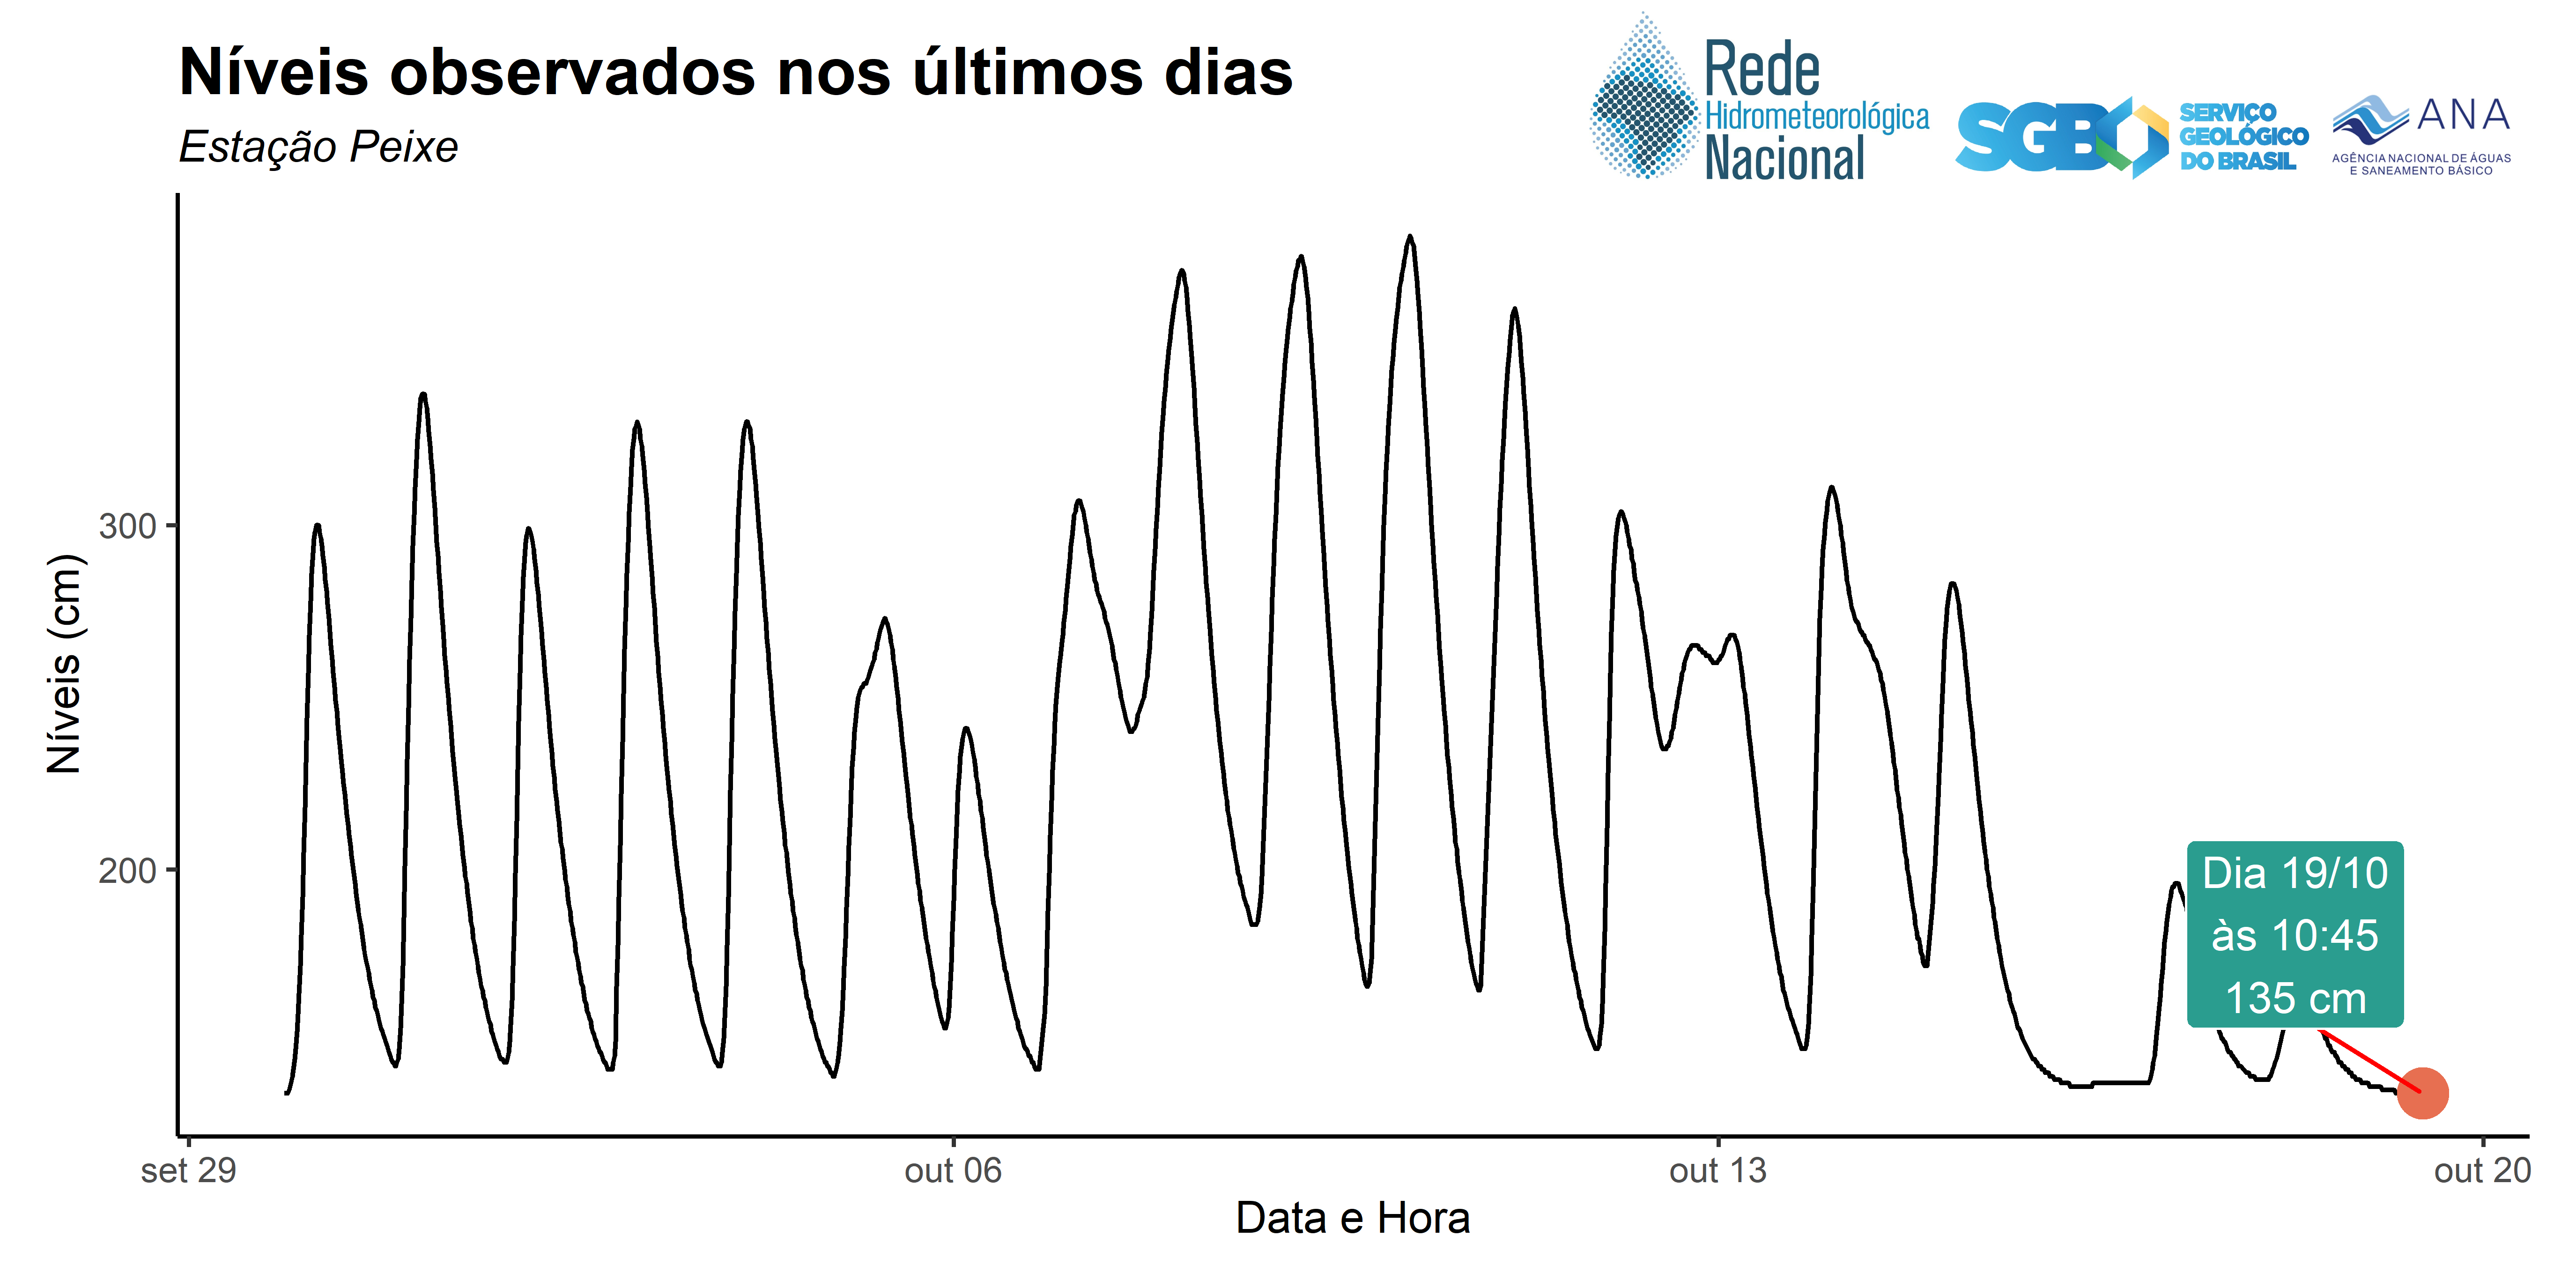 Níveis observados nos últimos dias
Estação Peixe
Rede
Hidrometeorológica
Nacional
SGB
SERVIÇO
GEOLÓGICO
DO BRASIL
ANA
AGÊNCIA NACIONAL DE ÁGUAS
E SANEAMENTO BÁSICO
Níveis (cm)
300
200
Dia 19/10
às 10:45
135 cm
set 29
out 06
out 13
out 20
Data e Hora